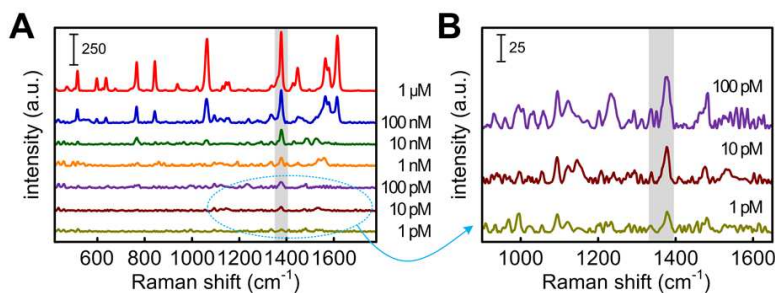 A
250
1 µM
100 nM
10 nM
1 nM
100 pM
10 pM
1 pM
intensity (a.u.)
600 800 1000 1200 1400 1600
Raman shift (cm⁻¹)
B
25
100 pM
10 pM
1 pM
intensity (a.u.)
1000 1200 1400 1600
Raman shift (cm⁻¹)